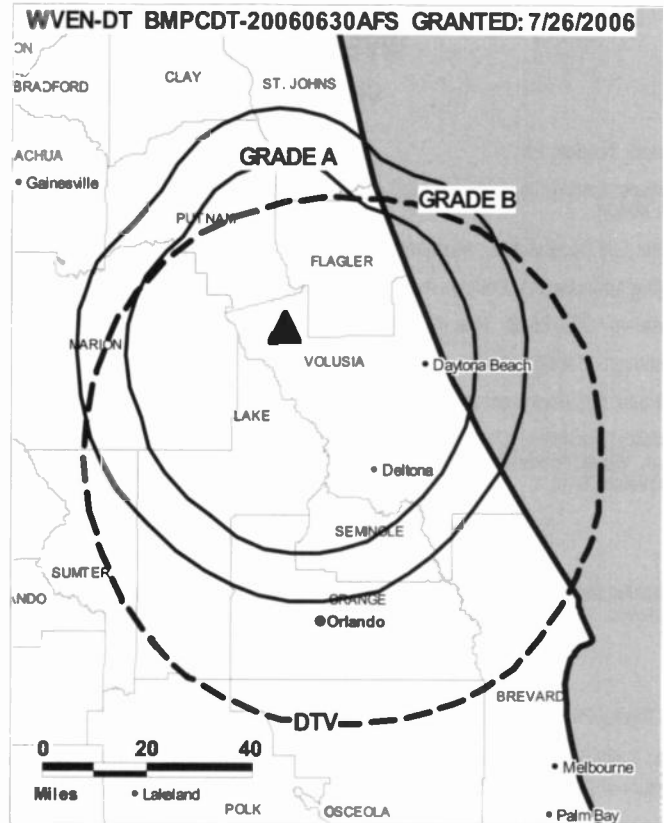 WVEN-DT BMPCDT-20060630AFS GRANTED: 7/26/2006
ON
BRADFORD
CLAY
ST. JOHNS
ACHUA
GRADE A
Gainesville
GRADE B
PUTNAM
FLAGLER
MARION
VOLUSIA
Daytona Beach
LAKE
Deltona
SEMINOLE
SUMTER
ANDO
ORANGE
Orlando
BREVARD
DTV
0 20 40
Miles
Melbourne
Lakeland
POLK
OSCEOLA
Palm Bay